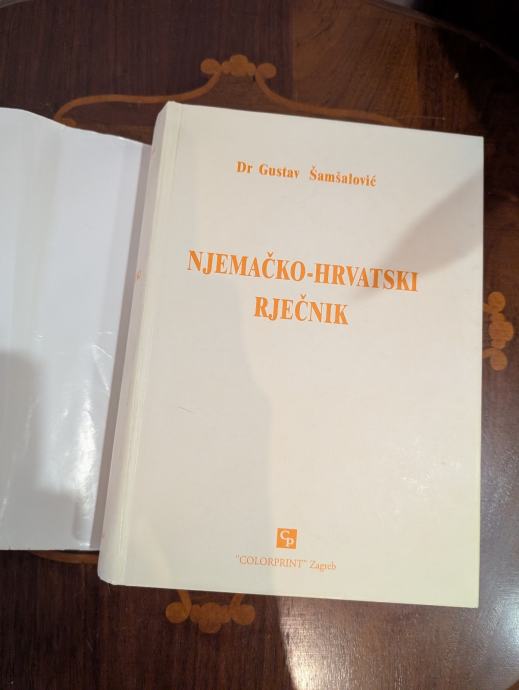 Dr Gustav Šamšalović
NJEMAČKO-HRVATSKI
RJEČNIK
CP
"COLORPRINT" Zagreb